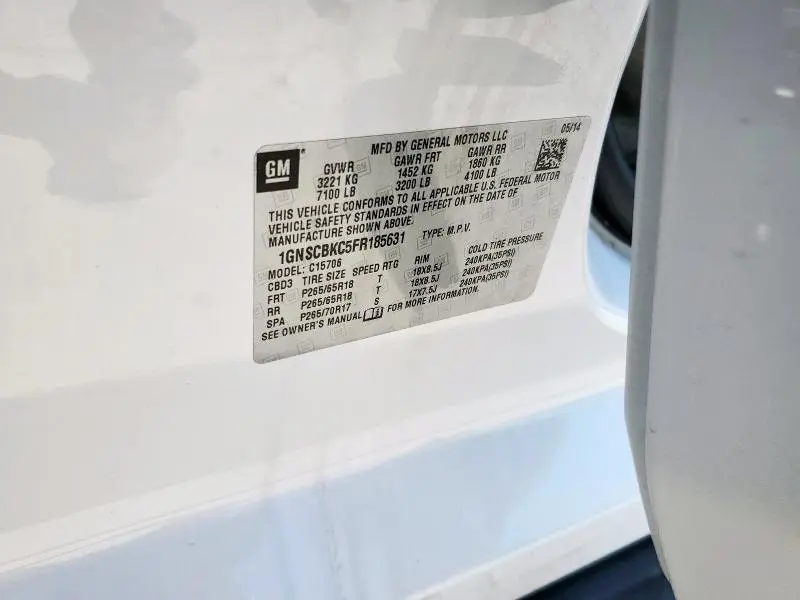 GM
MFD BY GENERAL MOTORS LLC 05/14
GVWR GAWR FRT GAWR RR
3221 KG 1452 KG 1860 KG
7100 LB 3200 LB 4100 LB
THIS VEHICLE CONFORMS TO ALL APPLICABLE U.S. FEDERAL MOTOR
VEHICLE SAFETY STANDARDS IN EFFECT ON THE DATE OF
MANUFACTURE SHOWN ABOVE.
1GNSCBKC5FR185631 TYPE: M.P.V.
MODEL: C15706
CBD3 TIRE SIZE SPEED RTG RIM COLD TIRE PRESSURE
FRT P265/65R18 T 18X8.5J 240KPA(35PSI)
RR P265/65R18 T 18X8.5J 240KPA(35PSI)
SPA P265/70R17 S 17X7.5J 240KPA(35PSI)
SEE OWNER'S MANUAL FOR MORE INFORMATION.